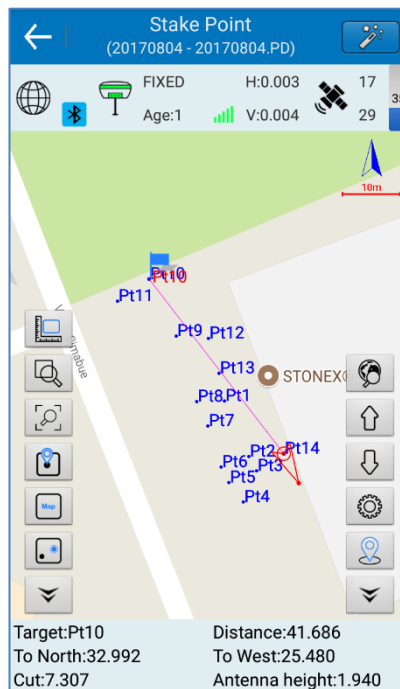 Stake Point
(20170804 - 20170804.PD)
FIXED H:0.003 17
Age:1 V:0.004 29
35
10m
Pt10
Pt11
Pt9 Pt12
Pt13
STONEX
Pt8 Pt1
Pt7
Pt2 Pt14
Pt6 Pt3
Pt5
Pt4
Map
Target:Pt10 Distance:41.686
To North:32.992 To West:25.480
Cut:7.307 Antenna height:1.940